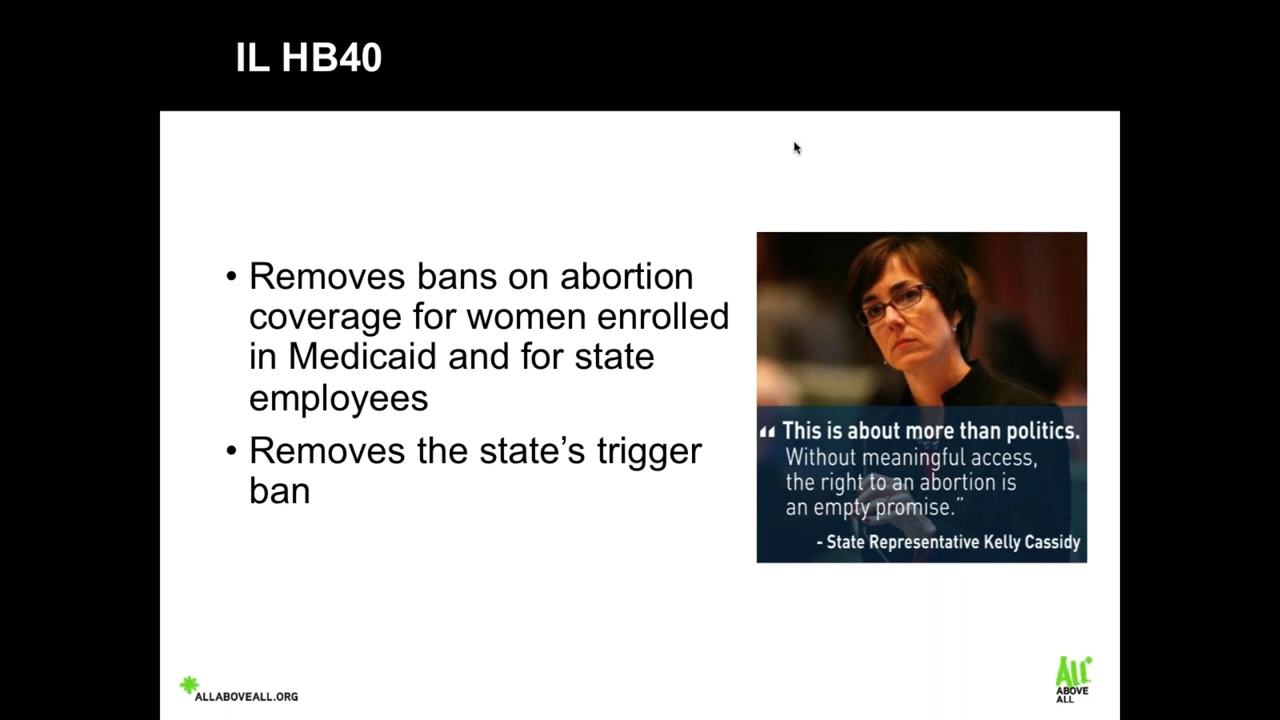 IL HB40
• Removes bans on abortion
coverage for women enrolled
in Medicaid and for state
employees
• Removes the state’s trigger
ban
“ This is about more than politics.
Without meaningful access,
the right to an abortion is
an empty promise.”
- State Representative Kelly Cassidy
ALLABOVEALL.ORG
ALL*
ABOVE
ALL